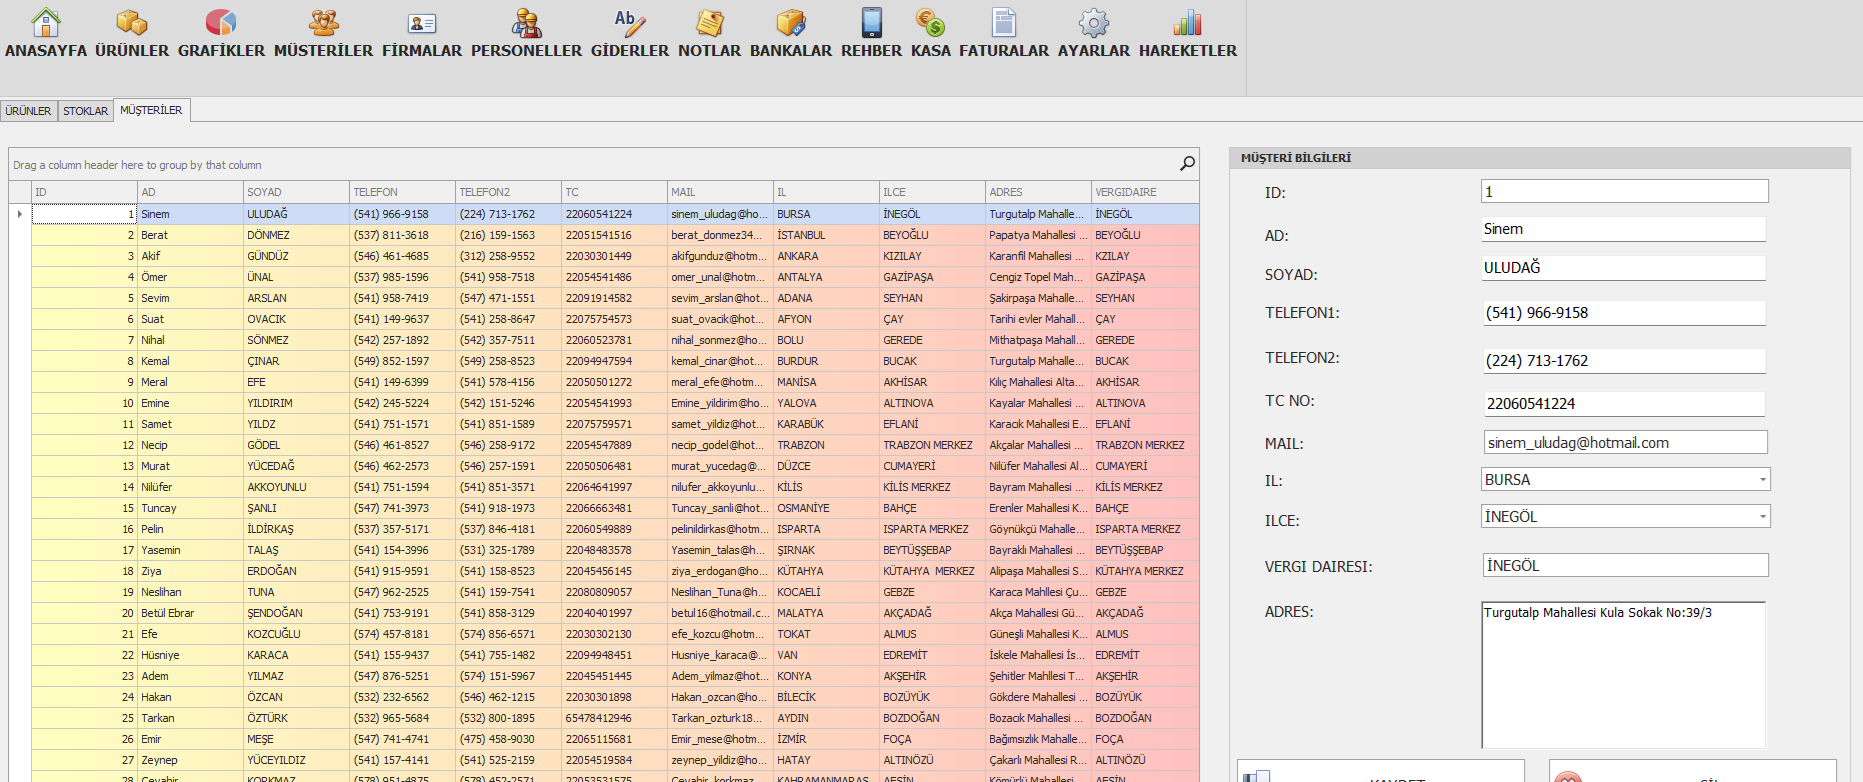 ANASAYFA ÜRÜNLER GRAFİKLER MÜSTERİLER FİRMALAR PERSONELLER GİDERLER NOTLAR BANKALAR REHBER KASA FATURALAR AYARLAR HAREKETLER
ÜRÜNLER STOKLAR MÜŞTERİLER
Drag a column header here to group by that column
ID AD SOYAD TELEFON TELEFON2 TC MAIL IL ILCE ADRES VERGIDAIRE
1 Sinem ULUDAĞ (541) 966-9158 (224) 713-1762 22060541224 sinem_uludag@ho... BURSA İNEGÖL Turgutalp Mahalle... İNEGÖL
2 Berat DÖNMEZ (537) 811-3618 (216) 159-1563 22051541516 berat_donmez34... İSTANBUL BEYOĞLU Papatya Mahallesi ... BEYOĞLU
3 Akif GÜNDÜZ (546) 461-4685 (312) 258-9552 22030301449 akifgunduz@hotm... ANKARA KIZILAY Karanfil Mahallesi ... KZILAY
4 Ömer ÜNAL (537) 985-1596 (541) 958-7518 22054541486 omer_unal@hotm... ANTALYA GAZİPAŞA Cengiz Topel Mah... GAZİPAŞA
5 Sevim ARSLAN (541) 958-7419 (547) 471-1551 22091914582 sevim_arslan@hot... ADANA SEYHAN Şakirpaşa Mahalle... SEYHAN
6 Suat OVACIK (541) 149-9637 (541) 258-8647 22075754573 suat_ovacik@hot... AFYON ÇAY Tarihi evler Mahall... ÇAY
7 Nihal SÖNMEZ (542) 257-1892 (542) 357-7511 22060523781 nihal_sonmez@hot... BOLU GEREDE Mithatpaşa Mahall... GEREDE
8 Kemal ÇINAR (549) 852-1597 (549) 258-8523 22094947594 kemal_cinar@hot... BURDUR BUCAK Turgutalp Mahalle... BUCAK
9 Meral EFE (541) 149-6399 (541) 578-4156 22050501272 meral_efe@hotm... MANİSA AKHİSAR Kılıç Mahallesi Alta... AKHİSAR
10 Emine YILDIRIM (542) 245-5224 (542) 151-5246 22054541993 Emine_yildirim@ho... YALOVA ALTINOVA Kayalar Mahallesi ... ALTINOVA
11 Samet YILDZ (541) 751-1571 (541) 851-1589 22075759571 samet_yildiz@hot... KARABÜK EFLANİ Karacık Mahallesi E... EFLANİ
12 Necip GÖDEL (546) 461-8527 (546) 258-9172 22054547889 necip_godel@hot... TRABZON TRABZON MERKEZ Akçalar Mahallesi ... TRABZON MERKEZ
13 Murat YÜCEDAĞ (546) 462-2573 (546) 257-1591 22050506481 murat_yucedag@... DÜZCE CUMAYERİ Nilüfer Mahallesi Al... CUMAYERİ
14 Nilüfer AKKOYUNLU (541) 751-1594 (541) 851-3571 22064641997 nilufer_akkoyunlu... KİLİS KİLİS MERKEZ Bayram Mahallesi ... KİLİS MERKEZ
15 Tuncay ŞANLI (547) 741-3973 (541) 918-1973 22066663481 Tuncay_sanli@hot... OSMANİYE BAHÇE Erenler Mahallesi K... BAHÇE
16 Pelin İLDİRKAŞ (537) 357-5171 (537) 846-4181 22060549889 pelinildirkas@hotm... ISPARTA ISPARTA MERKEZ Göynükçü Mahalle... ISPARTA MERKEZ
17 Yasemin TALAŞ (541) 154-3996 (531) 325-1789 22048483578 Yasemin_talas@h... ŞIRNAK BEYTÜŞŞEBAP Bayraklı Mahallesi ... BEYTÜŞŞEBAP
18 Ziya ERDOĞAN (541) 915-9591 (541) 158-8523 22045456145 ziya_erdogan@ho... KÜTAHYA KÜTAHYA MERKEZ Alipaşa Mahallesi S... KÜTAHYA MERKEZ
19 Neslihan TUNA (547) 962-2525 (541) 159-7541 22080809057 Neslihan_Tuna@h... KOCAELİ GEBZE Karaca Mahllesi Çu... GEBZE
20 Betül Ebrar ŞENDOĞAN (541) 753-9191 (541) 858-3129 22040401997 betul16@hotmail.c... MALATYA AKÇADAĞ Akça Mahallesi Gü... AKÇADAĞ
21 Efe KOZCUĞLU (574) 457-8181 (574) 856-6571 22030302130 efe_kozcu@hotm... TOKAT ALMUS Güneşli Mahallesi K... ALMUS
22 Hüsniye KARACA (541) 155-9437 (541) 755-1482 22094948451 Husniye_karaca@... VAN EDREMİT İskele Mahallesi İs... EDREMİT
23 Adem YILMAZ (547) 876-5251 (574) 151-5967 22045451445 Adem_yilmaz@hot... KONYA AKŞEHİR Şehitler Mahllesi T... AKŞEHİR
24 Hakan ÖZCAN (532) 232-6562 (546) 462-1215 22030301898 Hakan_ozcan@ho... BİLECİK BOZÜYÜK Gökdere Mahallesi ... BOZÜYÜK
25 Tarkan ÖZTÜRK (532) 965-5684 (532) 800-1895 65478412946 Tarkan_ozturk18... AYDIN BOZDOĞAN Bozacık Mahallesi ... BOZDOĞAN
26 Emir MEŞE (547) 741-4741 (475) 458-9030 22065115681 Emir_mese@hotm... İZMİR FOÇA Bağımsızlık Mahalle... FOÇA
27 Zeynep YÜCEYILDIZ (541) 157-4141 (541) 525-2159 22054519584 zeynep_yildiz@ho... HATAY ALTINÖZÜ Çakarlı Mahallesi R... ALTINÖZÜ
28 Cevahir KORKMAZ (578) 951-4875 (578) 452-2571 22053531575 Cevahir_korkmaz... KAHRAMANMARAŞ AFŞİN Kömürlü Mahallesi ... AFŞİN
MÜŞTERİ BİLGİLERİ
ID: 1
AD: Sinem
SOYAD: ULUDAĞ
TELEFON1: (541) 966-9158
TELEFON2: (224) 713-1762
TC NO: 22060541224
MAIL: sinem_uludag@hotmail.com
IL: BURSA
ILCE: İNEGÖL
VERGI DAIRESI: İNEGÖL
ADRES: Turgutalp Mahallesi Kula Sokak No:39/3
KAYDET SİL